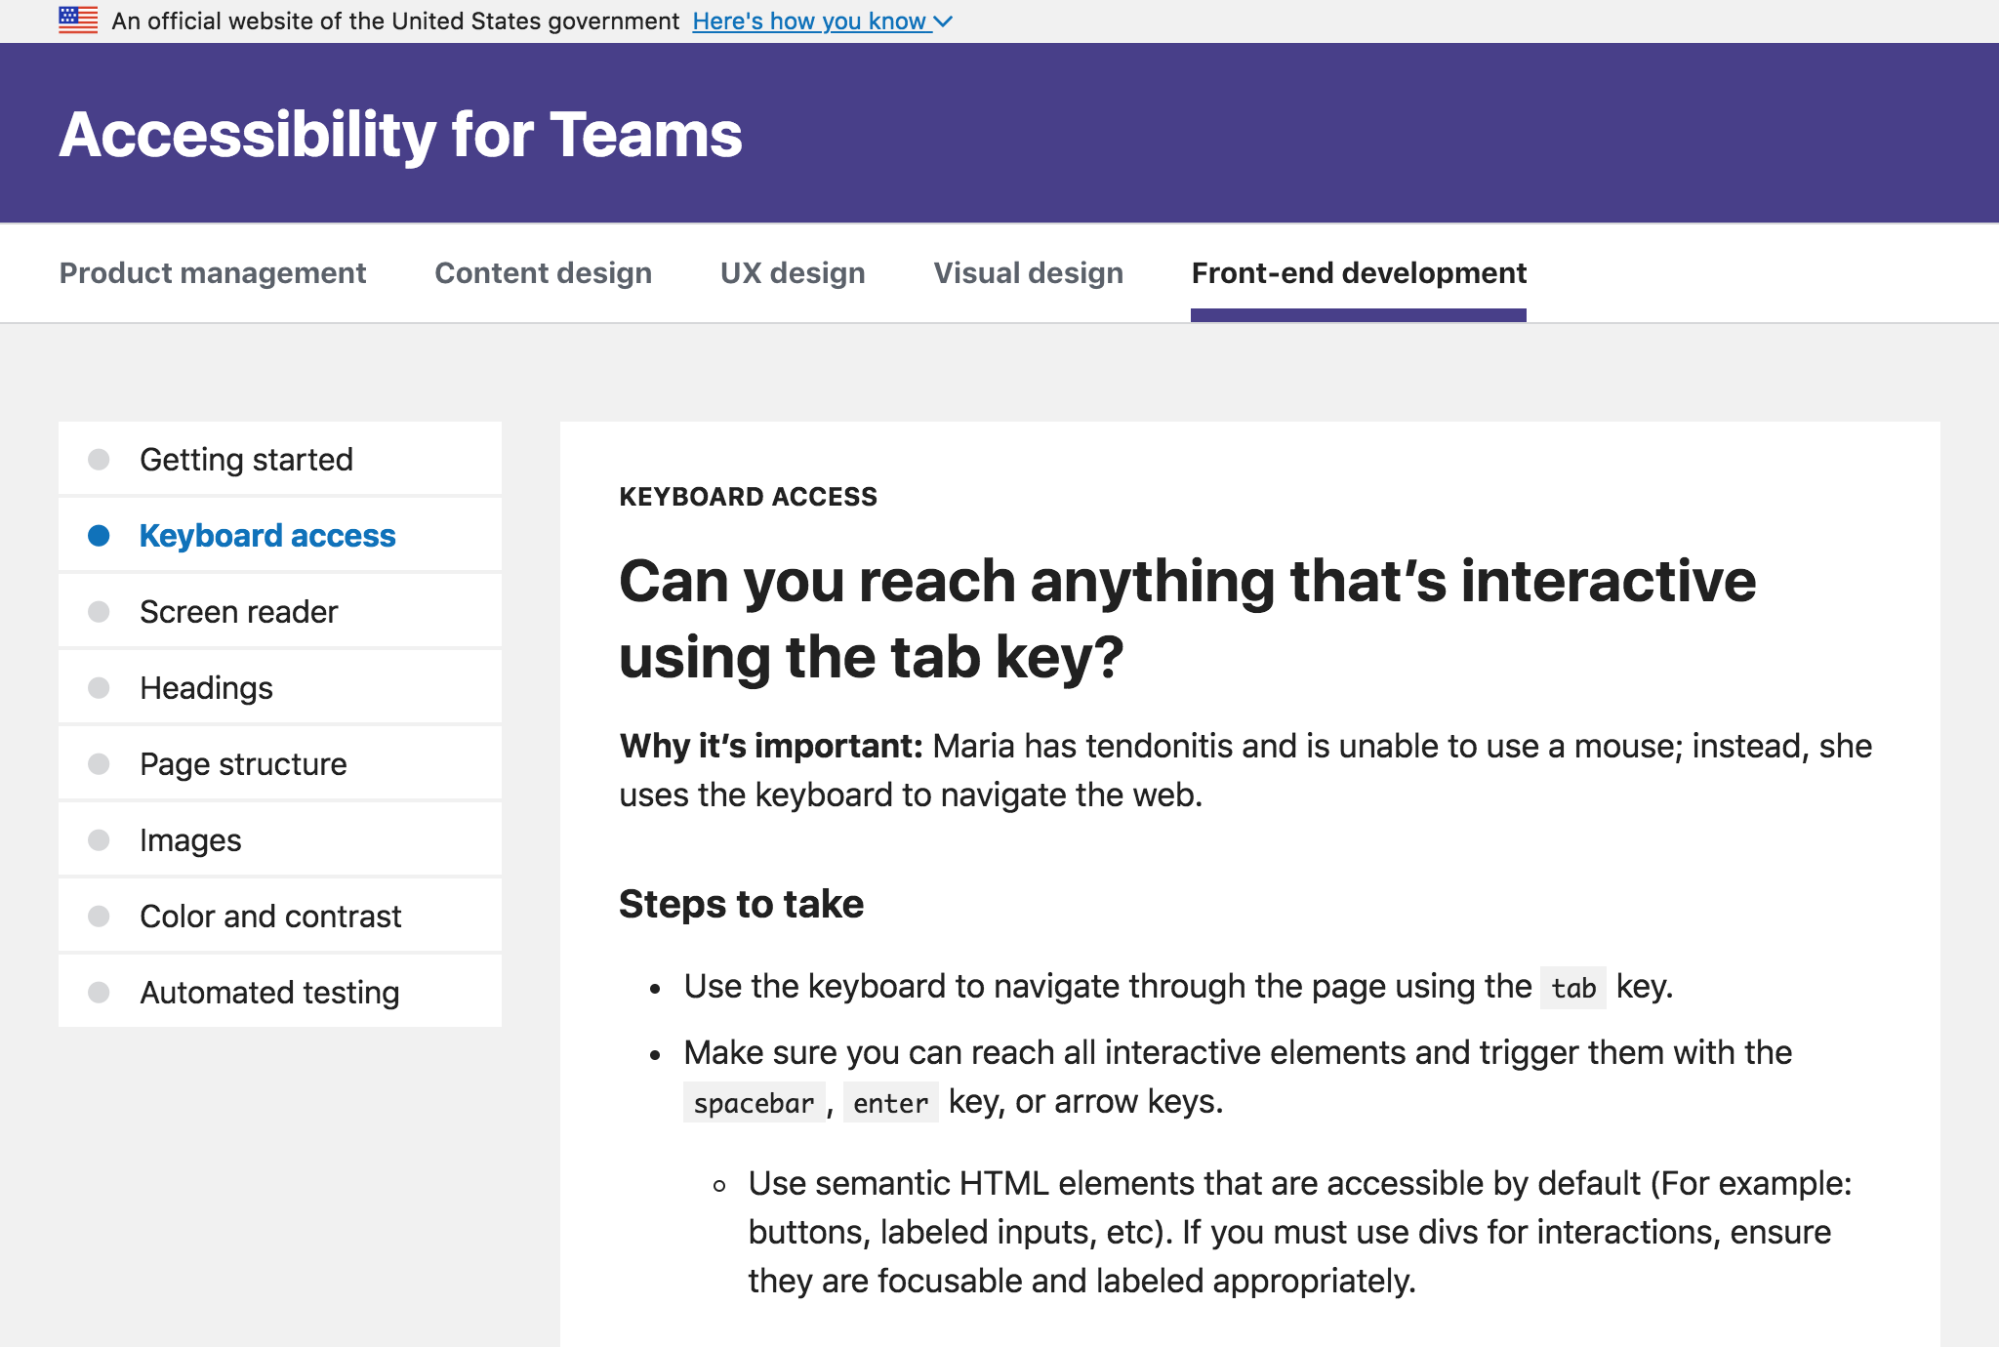 An official website of the United States government Here's how you know
Accessibility for Teams
Product management Content design UX design Visual design Front-end development
Getting started
Keyboard access
Screen reader
Headings
Page structure
Images
Color and contrast
Automated testing
KEYBOARD ACCESS
Can you reach anything that’s interactive
using the tab key?
Why it’s important: Maria has tendonitis and is unable to use a mouse; instead, she
uses the keyboard to navigate the web.
Steps to take
• Use the keyboard to navigate through the page using the tab key.
• Make sure you can reach all interactive elements and trigger them with the
spacebar, enter key, or arrow keys.
◦ Use semantic HTML elements that are accessible by default (For example:
buttons, labeled inputs, etc). If you must use divs for interactions, ensure
they are focusable and labeled appropriately.